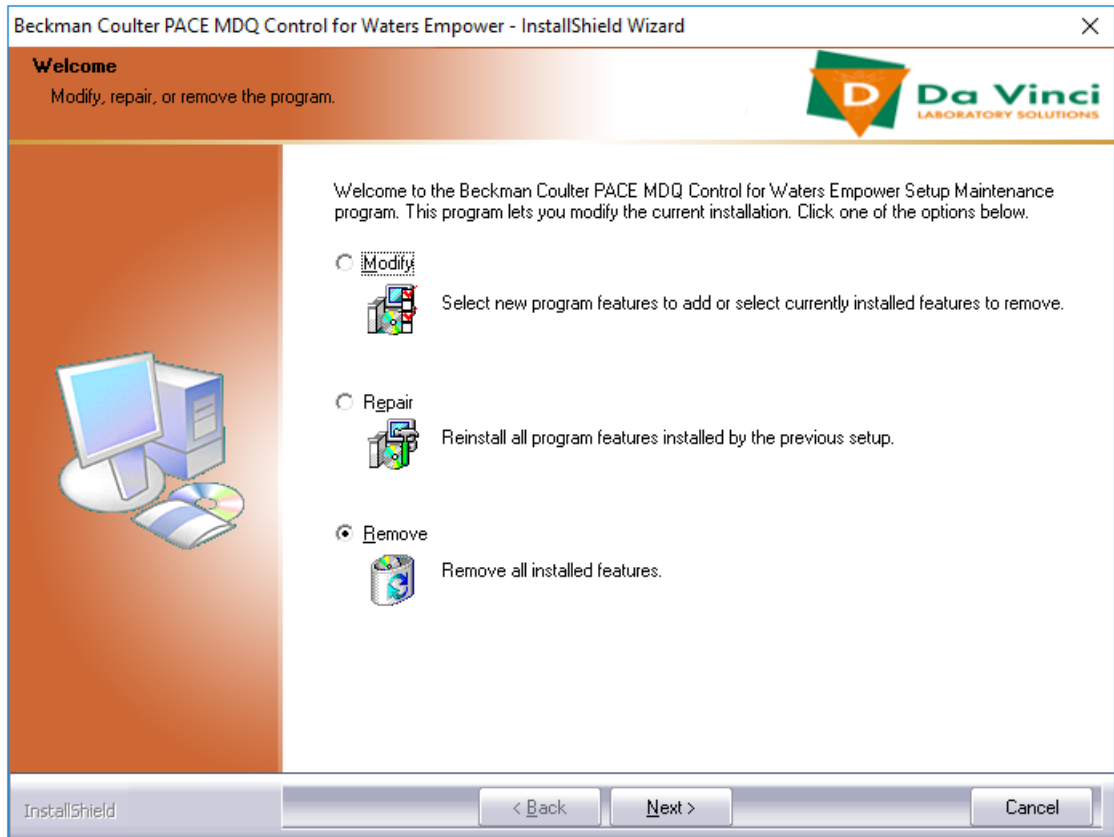 Beckman Coulter PACE MDQ Control for Waters Empower - InstallShield Wizard
Welcome
Modify, repair, or remove the program.
D Da Vinci
LABORATORY SOLUTIONS
Welcome to the Beckman Coulter PACE MDQ Control for Waters Empower Setup Maintenance
program. This program lets you modify the current installation. Click one of the options below.
Modify
Select new program features to add or select currently installed features to remove.
Repair
Reinstall all program features installed by the previous setup.
Remove
Remove all installed features.
InstallShield
< Back
Next >
Cancel